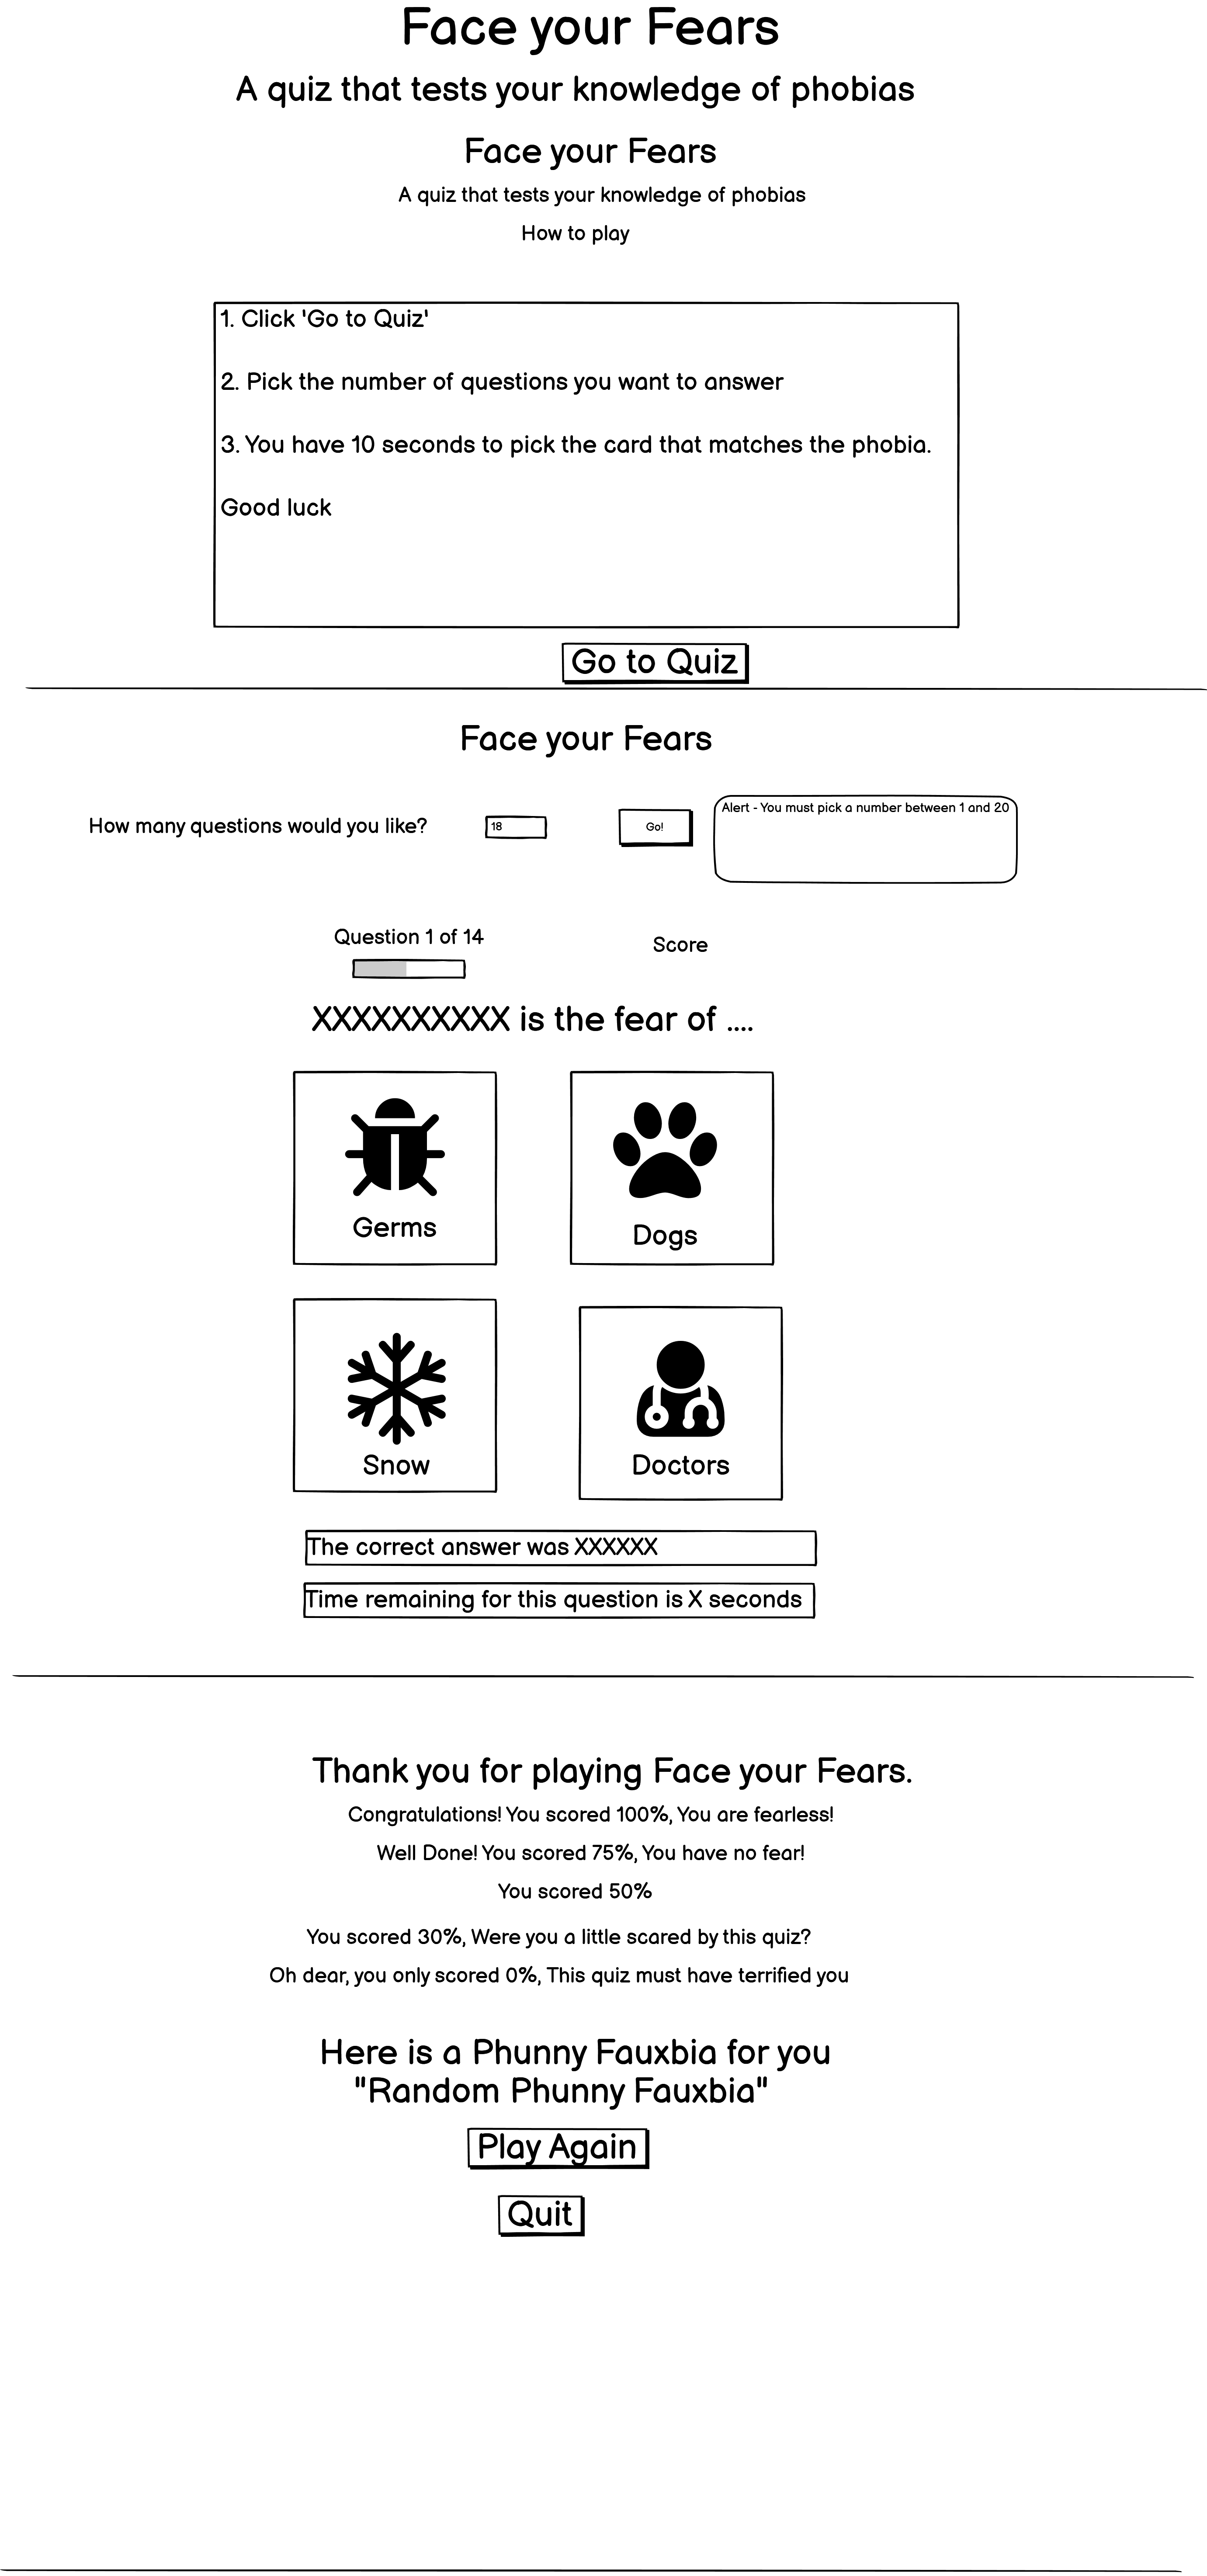 Face your Fears
A quiz that tests your knowledge of phobias
Face your Fears
A quiz that tests your knowledge of phobias
How to play
1. Click 'Go to Quiz'
2. Pick the number of questions you want to answer
3. You have 10 seconds to pick the card that matches the phobia.
Good luck
Go to Quiz
Face your Fears
How many questions would you like?
18
Go!
Alert - You must pick a number between 1 and 20
Question 1 of 14
Score
XXXXXXXXXX is the fear of ....
Germs
Dogs
Snow
Doctors
The correct answer was XXXXXX
Time remaining for this question is X seconds
Thank you for playing Face your Fears.
Congratulations! You scored 100%, You are fearless!
Well Done! You scored 75%, You have no fear!
You scored 50%
You scored 30%, Were you a little scared by this quiz?
Oh dear, you only scored 0%, This quiz must have terrified you
Here is a Phunny Fauxbia for you
"Random Phunny Fauxbia"
Play Again
Quit